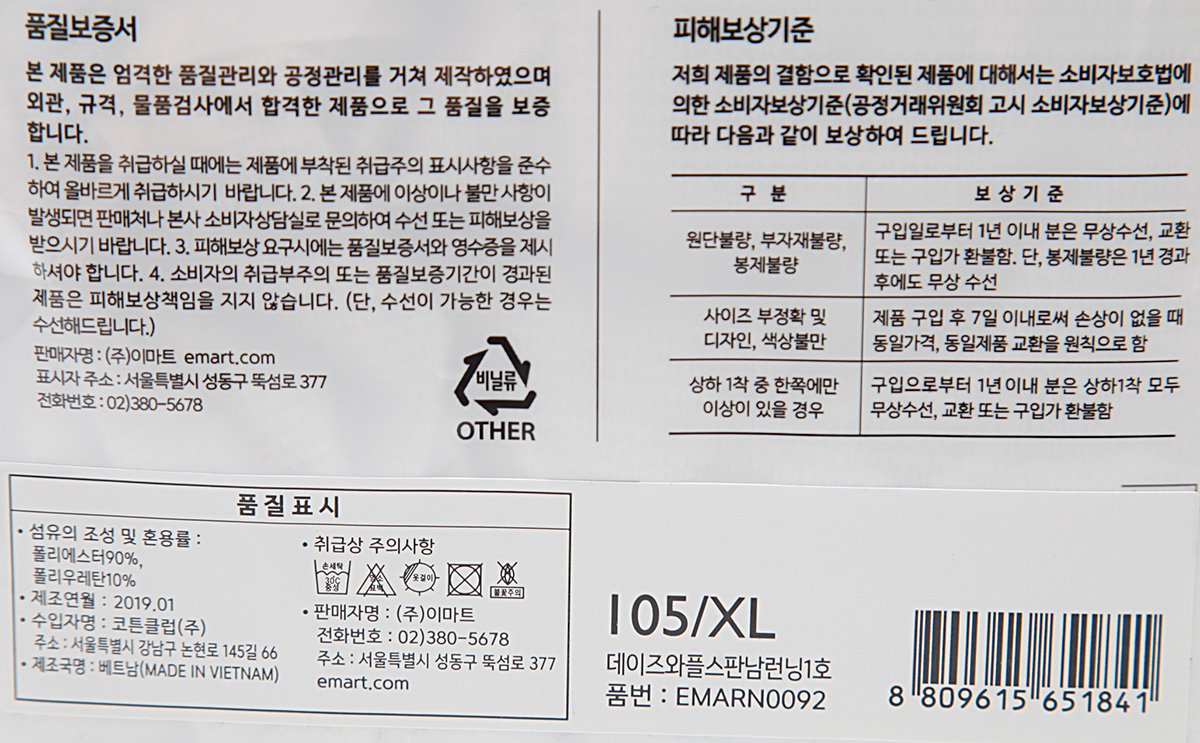 품질보증서
본 제품은 엄격한 품질관리와 공정관리를 거쳐 제작하였으며
외관, 규격, 물품검사에서 합격한 제품으로 그 품질을 보증
합니다.
1. 본 제품을 취급하실 때에는 제품에 부착된 취급주의 표시사항을 준수
하여 올바르게 취급하시기 바랍니다. 2. 본 제품에 이상이나 불만 사항이
발생되면 판매처나 본사 소비자상담실로 문의하여 수선 또는 피해보상을
받으시기 바랍니다. 3. 피해보상 요구시에는 품질보증서와 영수증을 제시
하셔야 합니다. 4. 소비자의 취급부주의 또는 품질보증기간이 경과된
제품은 피해보상책임을 지지 않습니다. (단, 수선이 가능한 경우는
수선해드립니다.)
판매자명 : (주)이마트 emart.com
표시자 주소 : 서울특별시 성동구 뚝섬로 377
전화번호 : 02)380-5678
비닐류
OTHER
피해보상기준
저희 제품의 결함으로 확인된 제품에 대해서는 소비자보호법에
의한 소비자보상기준(공정거래위원회 고시 소비자보상기준)에
따라 다음과 같이 보상하여 드립니다.
구 분 보 상 기 준
원단불량, 부자재불량,
봉제불량
구입일로부터 1년 이내 분은 무상수선, 교환
또는 구입가 환불함. 단, 봉제불량은 1년 경과
후에도 무상 수선
사이즈 부정확 및
디자인, 색상불만
제품 구입 후 7일 이내로써 손상이 없을 때
동일가격, 동일제품 교환을 원칙으로 함
상하 1착 중 한쪽에만
이상이 있을 경우
구입으로부터 1년 이내 분은 상하1착 모두
무상수선, 교환 또는 구입가 환불함
품 질 표 시
• 섬유의 조성 및 혼용률 :
폴리에스터90%,
폴리우레탄10%
• 제조연월 : 2019.01
• 수입자명 : 코튼클럽(주)
주소 : 서울특별시 강남구 논현로 145길 66
• 제조국명 : 베트남(MADE IN VIETNAM)
• 취급상 주의사항
손세탁
30℃
중성
염소
표백
옷걸이
불꽃주의
• 판매자명 : (주)이마트
전화번호 : 02)380-5678
주소 : 서울특별시 성동구 뚝섬로 377
emart.com
105/XL
데이즈와플스판남런닝1호
품번 : EMARN0092
8 809615 651841